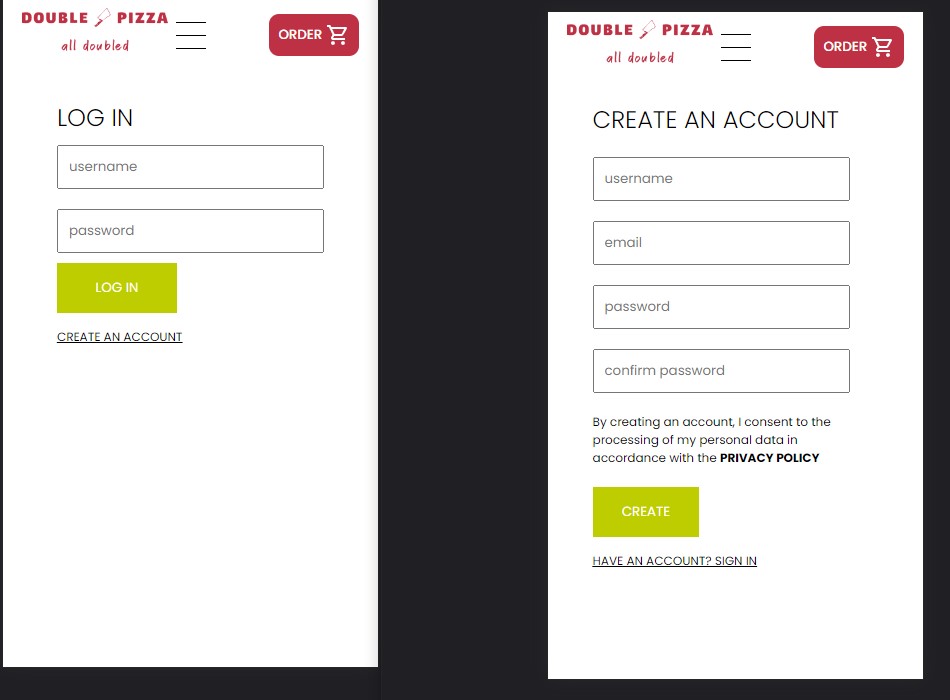 DOUBLE PIZZA
all doubled
ORDER
LOG IN
username
password
LOG IN
CREATE AN ACCOUNT
DOUBLE PIZZA
all doubled
ORDER
CREATE AN ACCOUNT
username
email
password
confirm password
By creating an account, I consent to the
processing of my personal data in
accordance with the PRIVACY POLICY
CREATE
HAVE AN ACCOUNT? SIGN IN